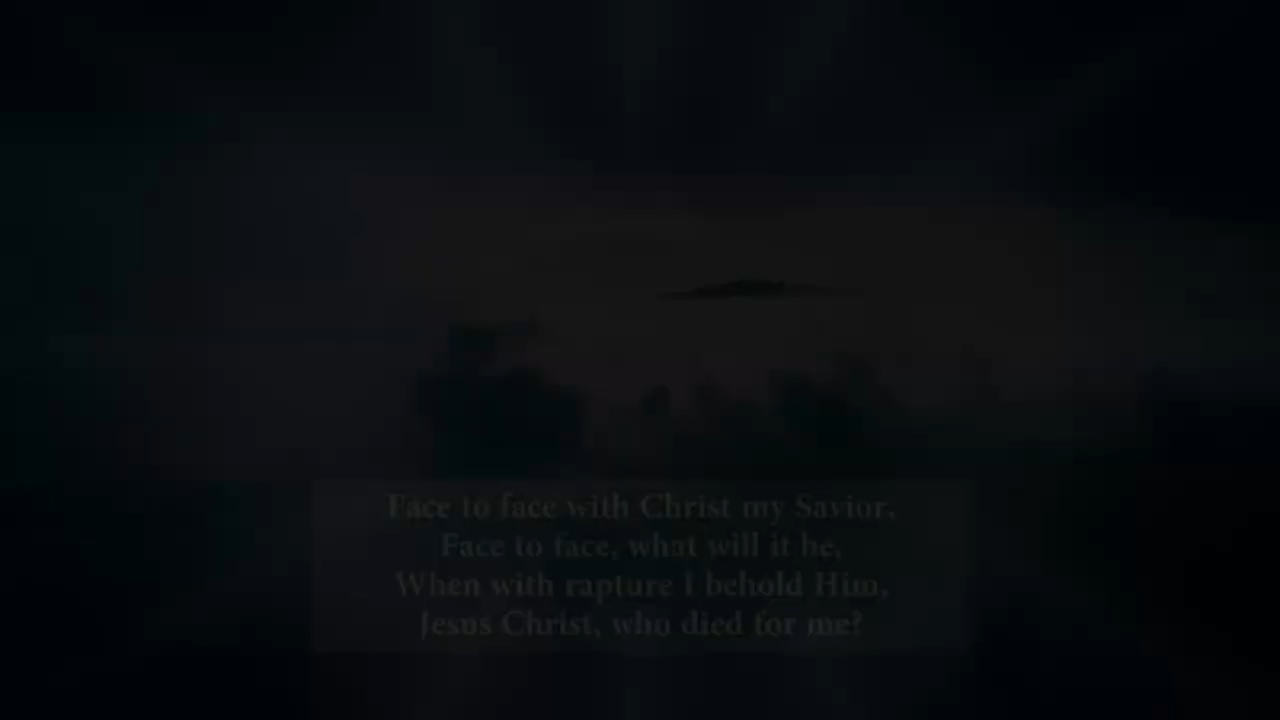 Face to face with Christ my Savior,
Face to face, what will it be,
When with rapture I behold Him,
Jesus Christ, who died for me?